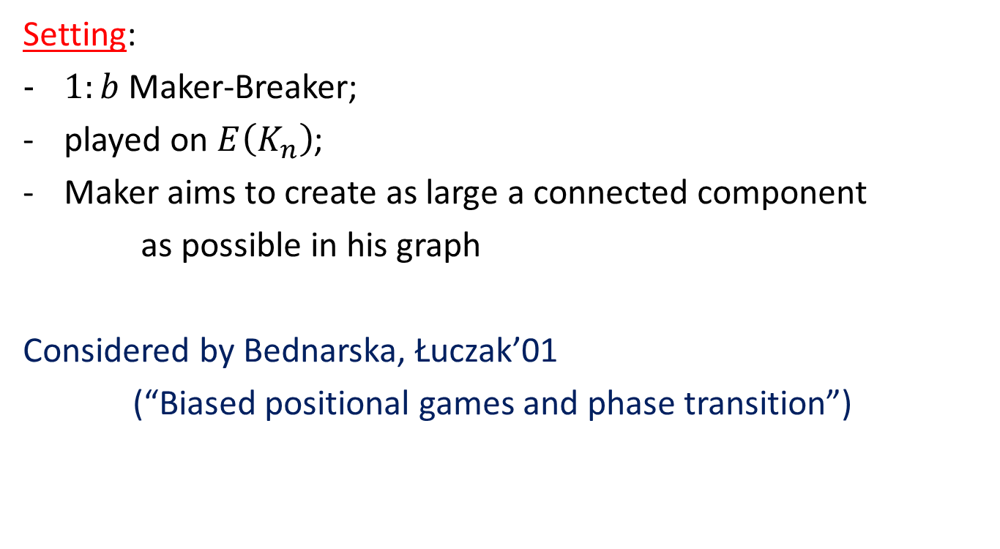 Setting:
- 1: b Maker-Breaker;
- played on E(Kₙ);
- Maker aims to create as large a connected component
as possible in his graph
Considered by Bednarska, Łuczak’01
(“Biased positional games and phase transition”)